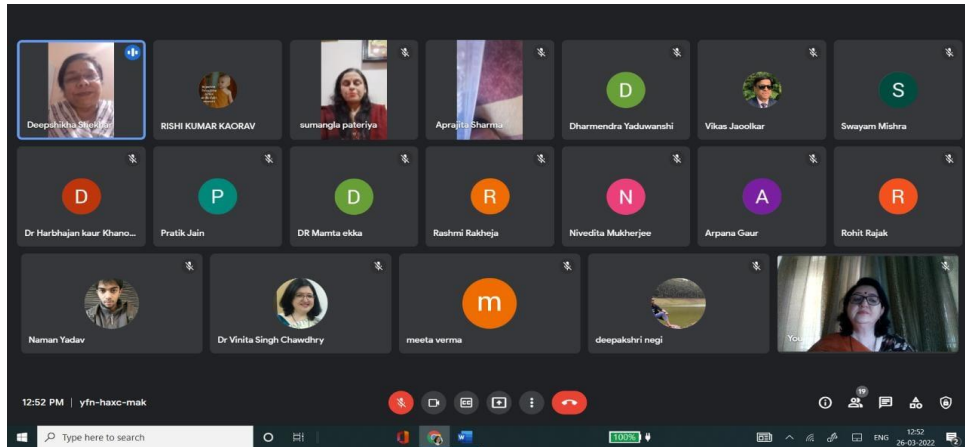 Deepshikha Shekhar
RISHI KUMAR KAORAV
sumangla pateriya
Aprajita Sharma
D
Dharmendra Yaduwanshi
Vikas Jaoolkar
S
Swayam Mishra
D
Dr Harbhajan kaur Khano...
P
Pratik Jain
D
DR Mamta ekka
R
Rashmi Rakheja
N
Nivedita Mukherjee
A
Arpana Gaur
R
Rohit Rajak
Naman Yadav
Dr Vinita Singh Chawdhry
m
meeta verma
deepakshri negi
You
12:52 PM | yfn-haxc-mak
CC
19
Type here to search
100%
ENG
12:52
26-03-2022
2